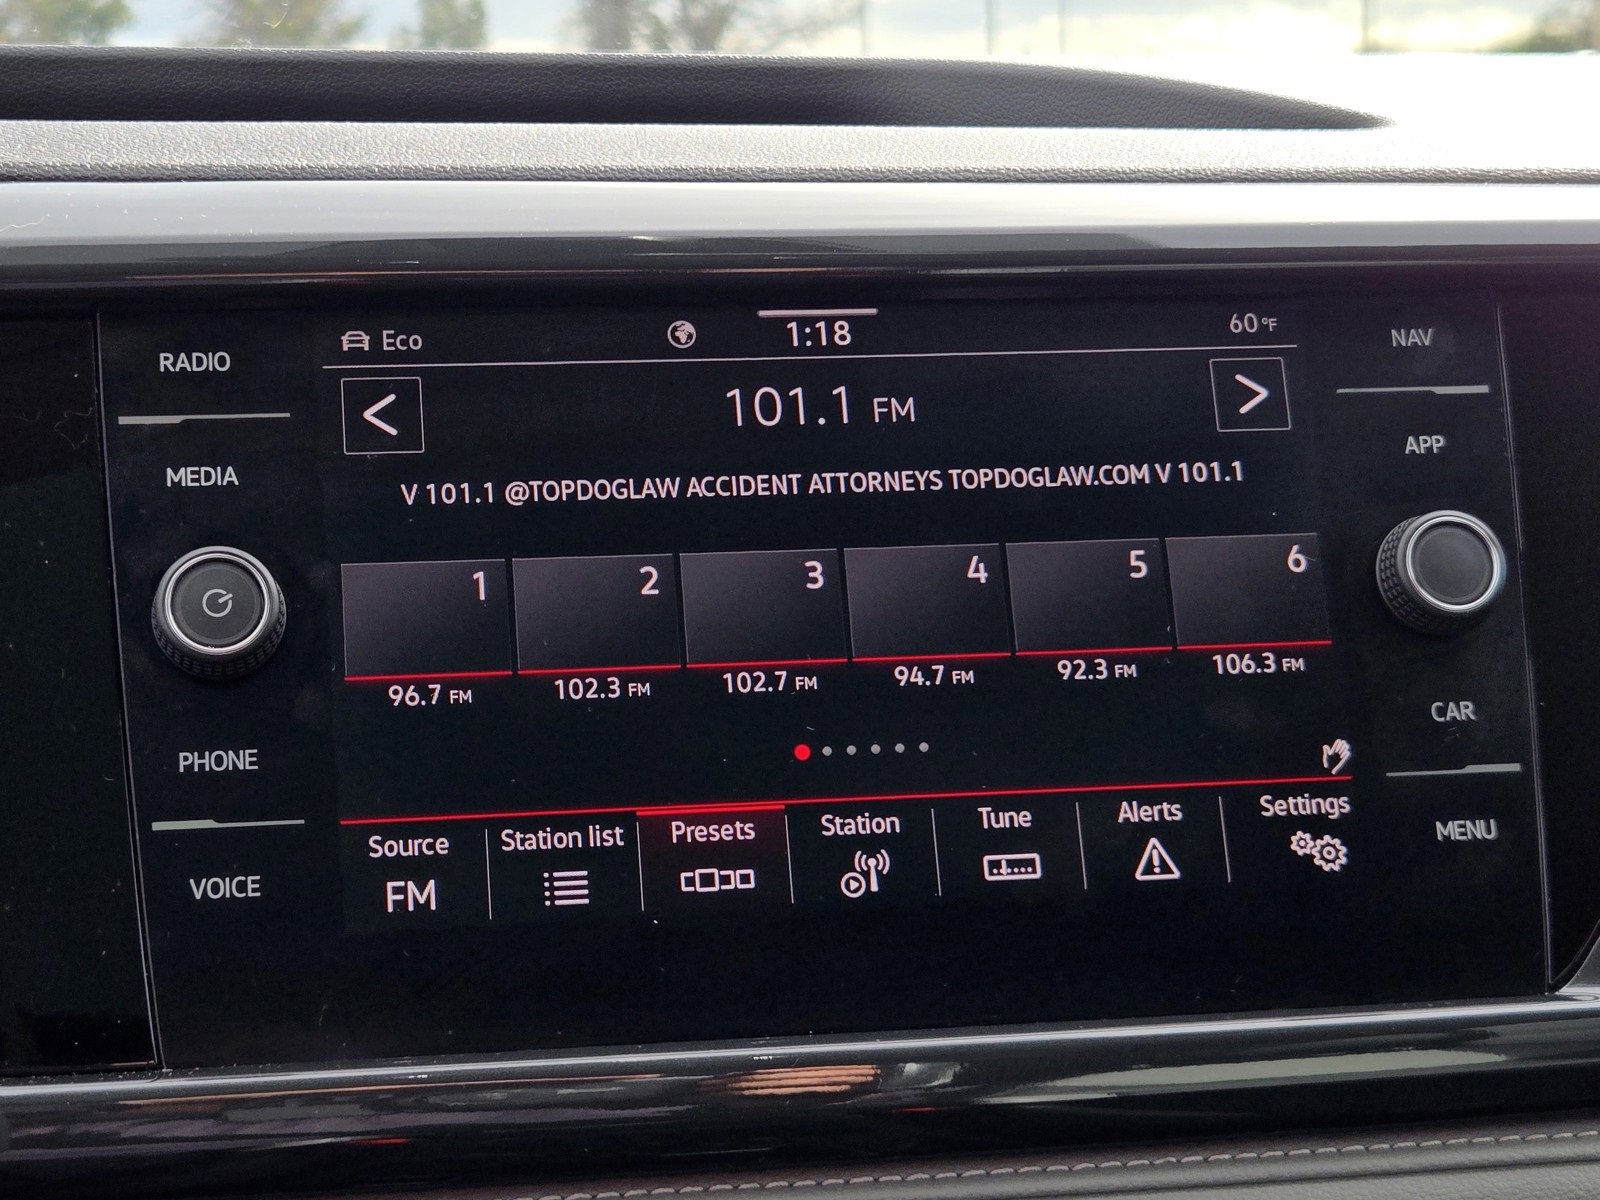 Eco 1:18 60°F
RADIO
MEDIA
PHONE
VOICE
101.1 FM
V 101.1 @TOPDOGLAW ACCIDENT ATTORNEYS TOPDOGLAW.COM V 101.1
1 2 3 4 5 6
96.7 FM 102.3 FM 102.7 FM 94.7 FM 92.3 FM 106.3 FM
Source Station list Presets Station Tune Alerts Settings
FM
NAV
APP
CAR
MENU